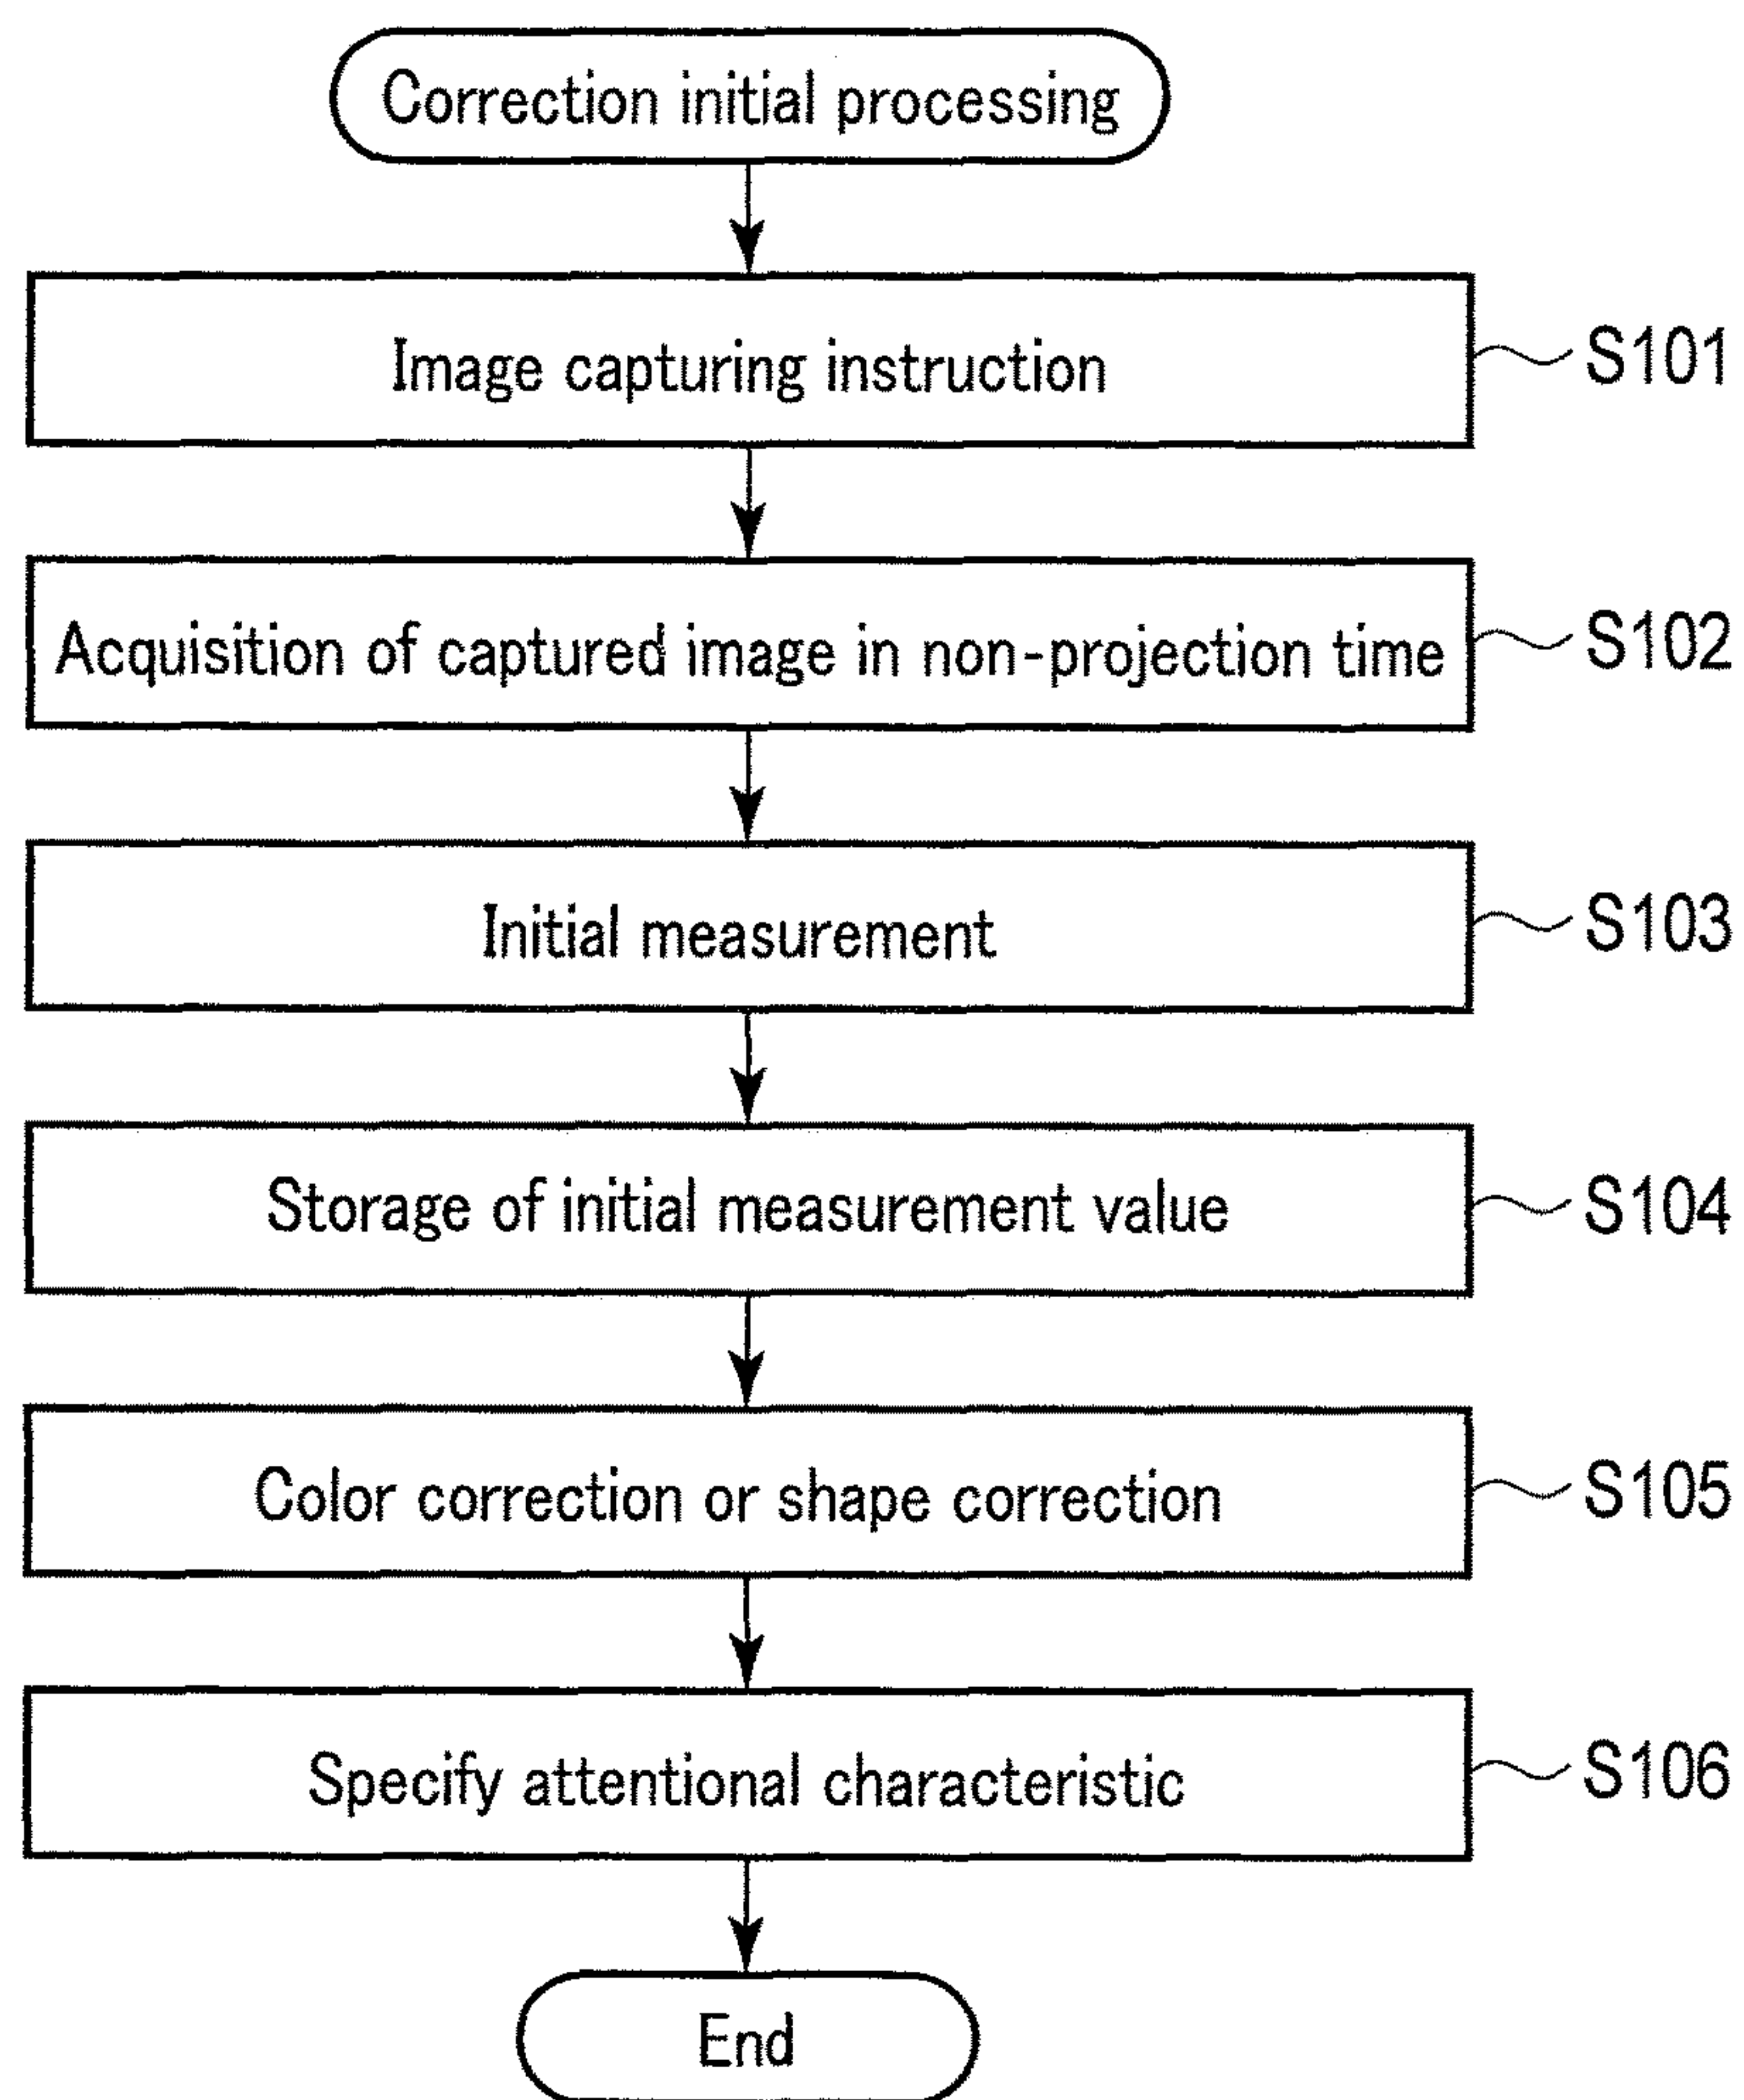 Correction initial processing
Image capturing instruction
S101
Acquisition of captured image in non-projection time
S102
Initial measurement
S103
Storage of initial measurement value
S104
Color correction or shape correction
S105
Specify attentional characteristic
S106
End